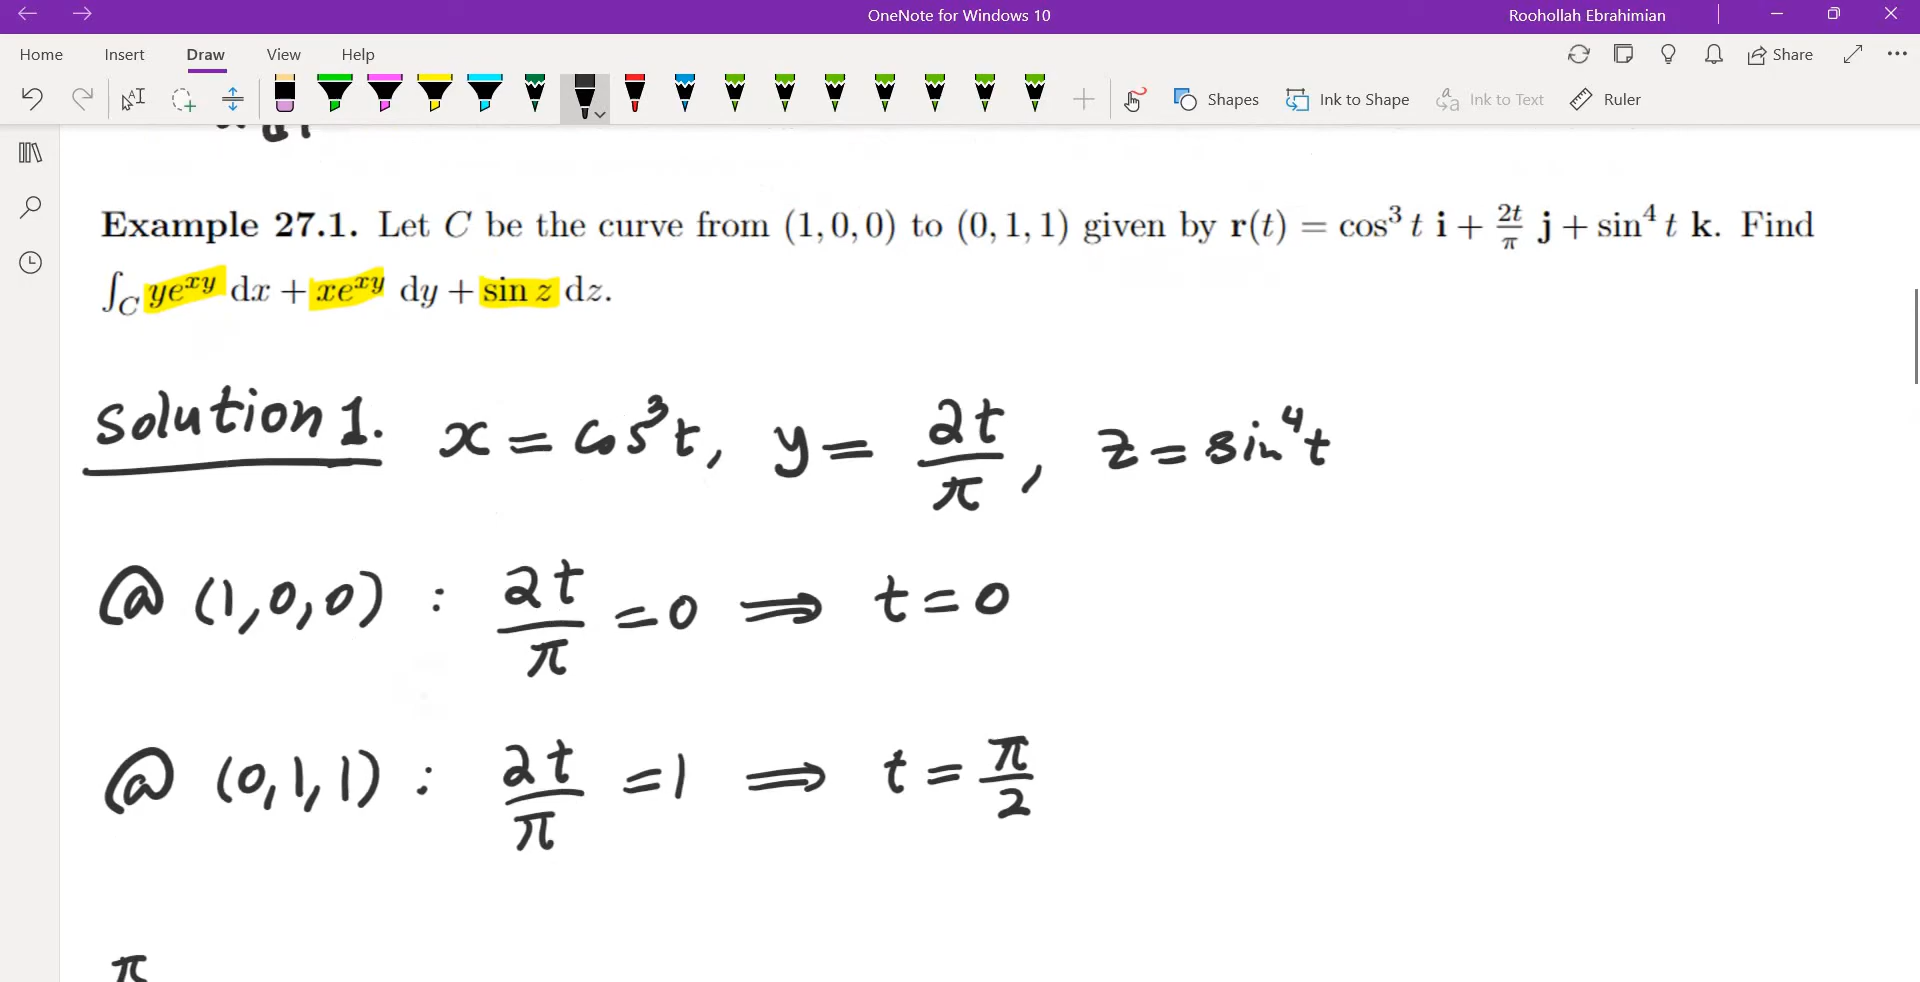 OneNote for Windows 10
Roohollah Ebrahimian
Home Insert Draw View Help
Share
Shapes Ink to Shape Ink to Text Ruler
Example 27.1. Let C be the curve from (1, 0, 0) to (0, 1, 1) given by r(t) = cos³ t i + 2t/π j + sin⁴ t k. Find
∫_C ye^{xy} dx + xe^{xy} dy + sin z dz.
Solution 1. x = cos³t, y = 2t/π, z = sin⁴t
@ (1,0,0) : 2t/π = 0 ⟹ t = 0
@ (0,1,1) : 2t/π = 1 ⟹ t = π/2
π